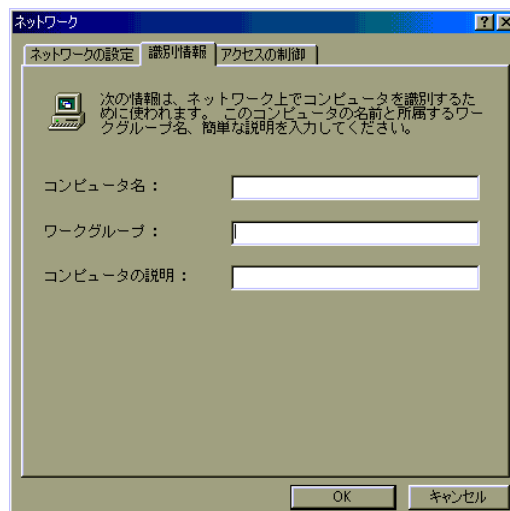 ネットワーク
ネットワークの設定 識別情報 アクセスの制御
次の情報は、ネットワーク上でコンピュータを識別するた
めに使われます。 このコンピュータの名前と所属するワー
クグループ名、簡単な説明を入力してください。
コンピュータ名：
ワークグループ：
コンピュータの説明：
OK キャンセル